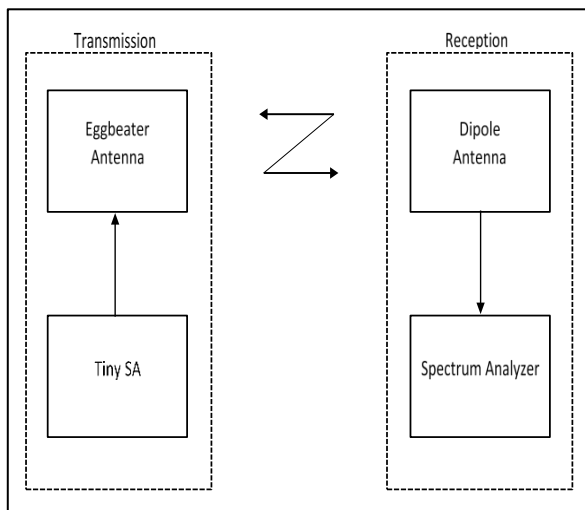 Transmission
Eggbeater
Antenna
Tiny SA
Reception
Dipole
Antenna
Spectrum Analyzer